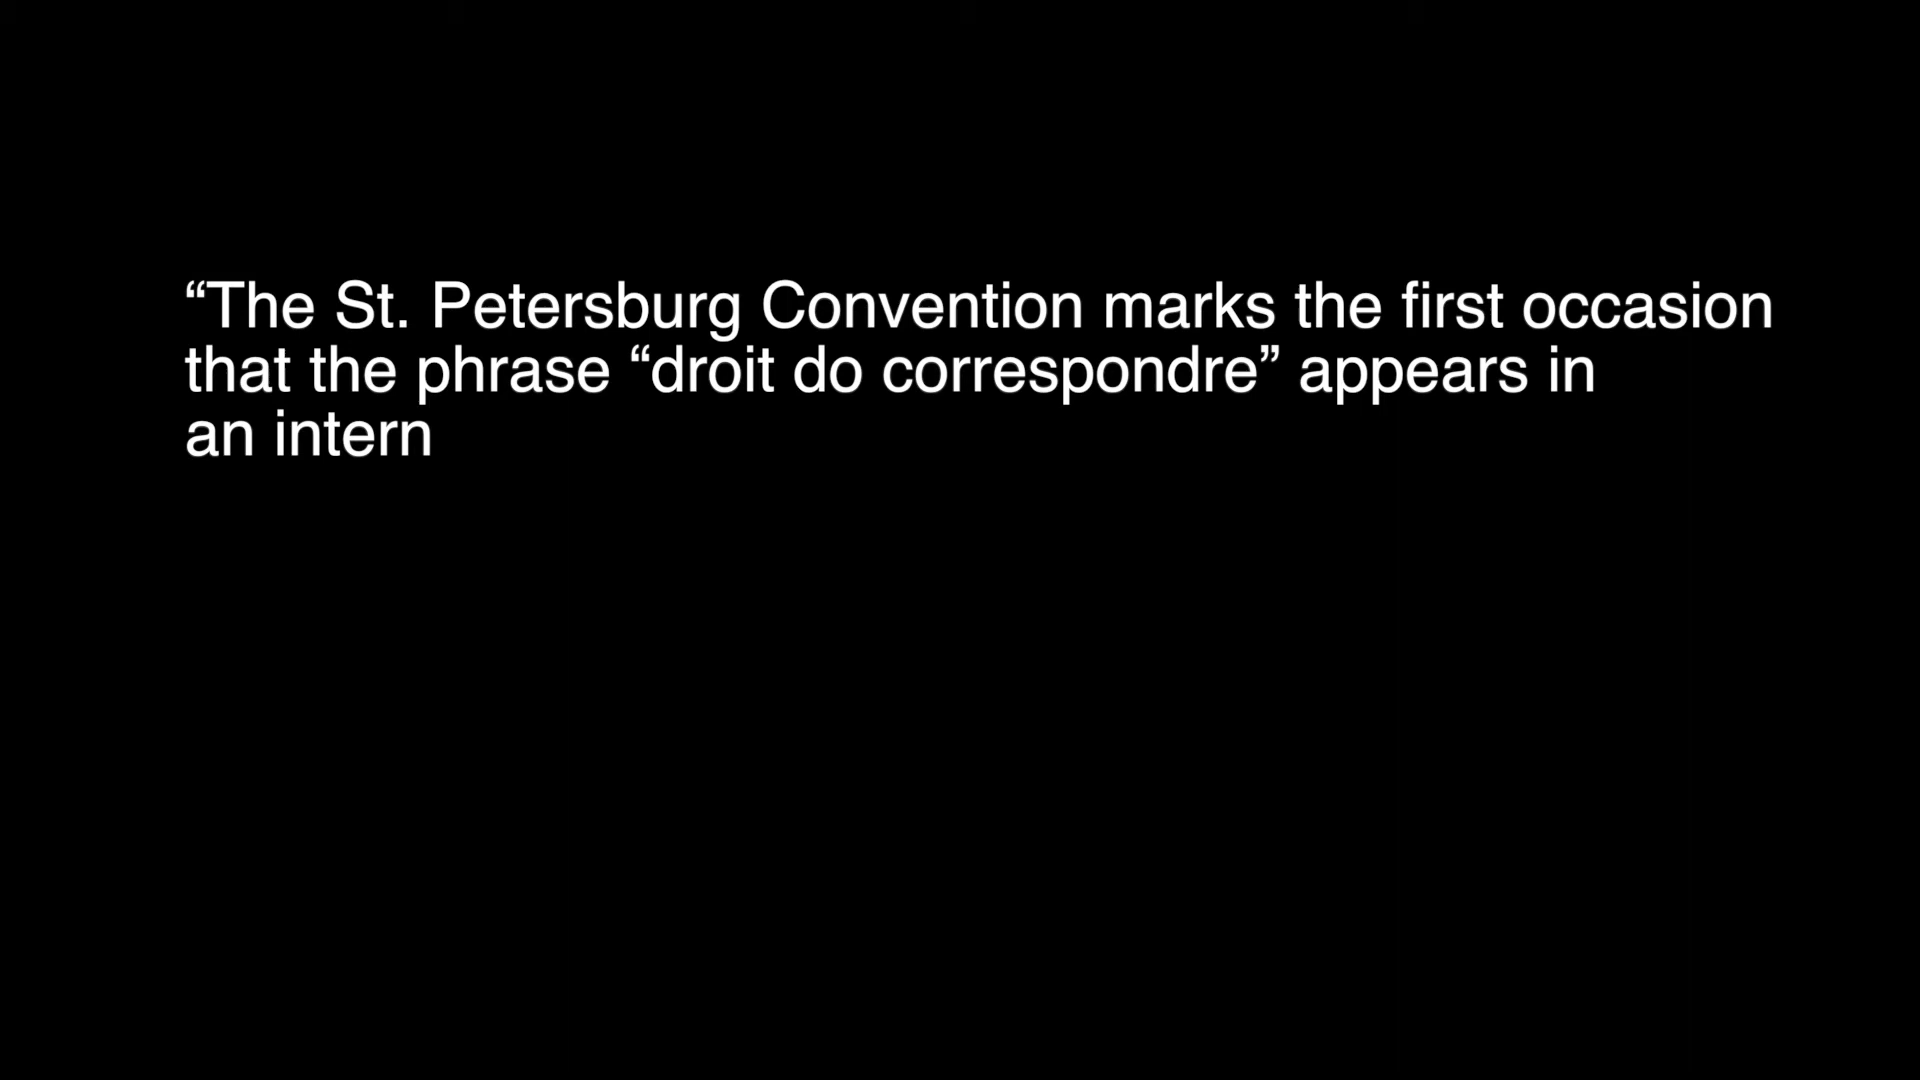 “The St. Petersburg Convention marks the first occasion
that the phrase “droit do correspondre” appears in
an intern